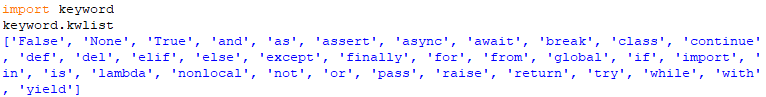 import keyword
keyword.kwlist
['False', 'None', 'True', 'and', 'as', 'assert', 'async', 'await', 'break', 'class', 'continue'
, 'def', 'del', 'elif', 'else', 'except', 'finally', 'for', 'from', 'global', 'if', 'import', '
in', 'is', 'lambda', 'nonlocal', 'not', 'or', 'pass', 'raise', 'return', 'try', 'while', 'with'
, 'yield']